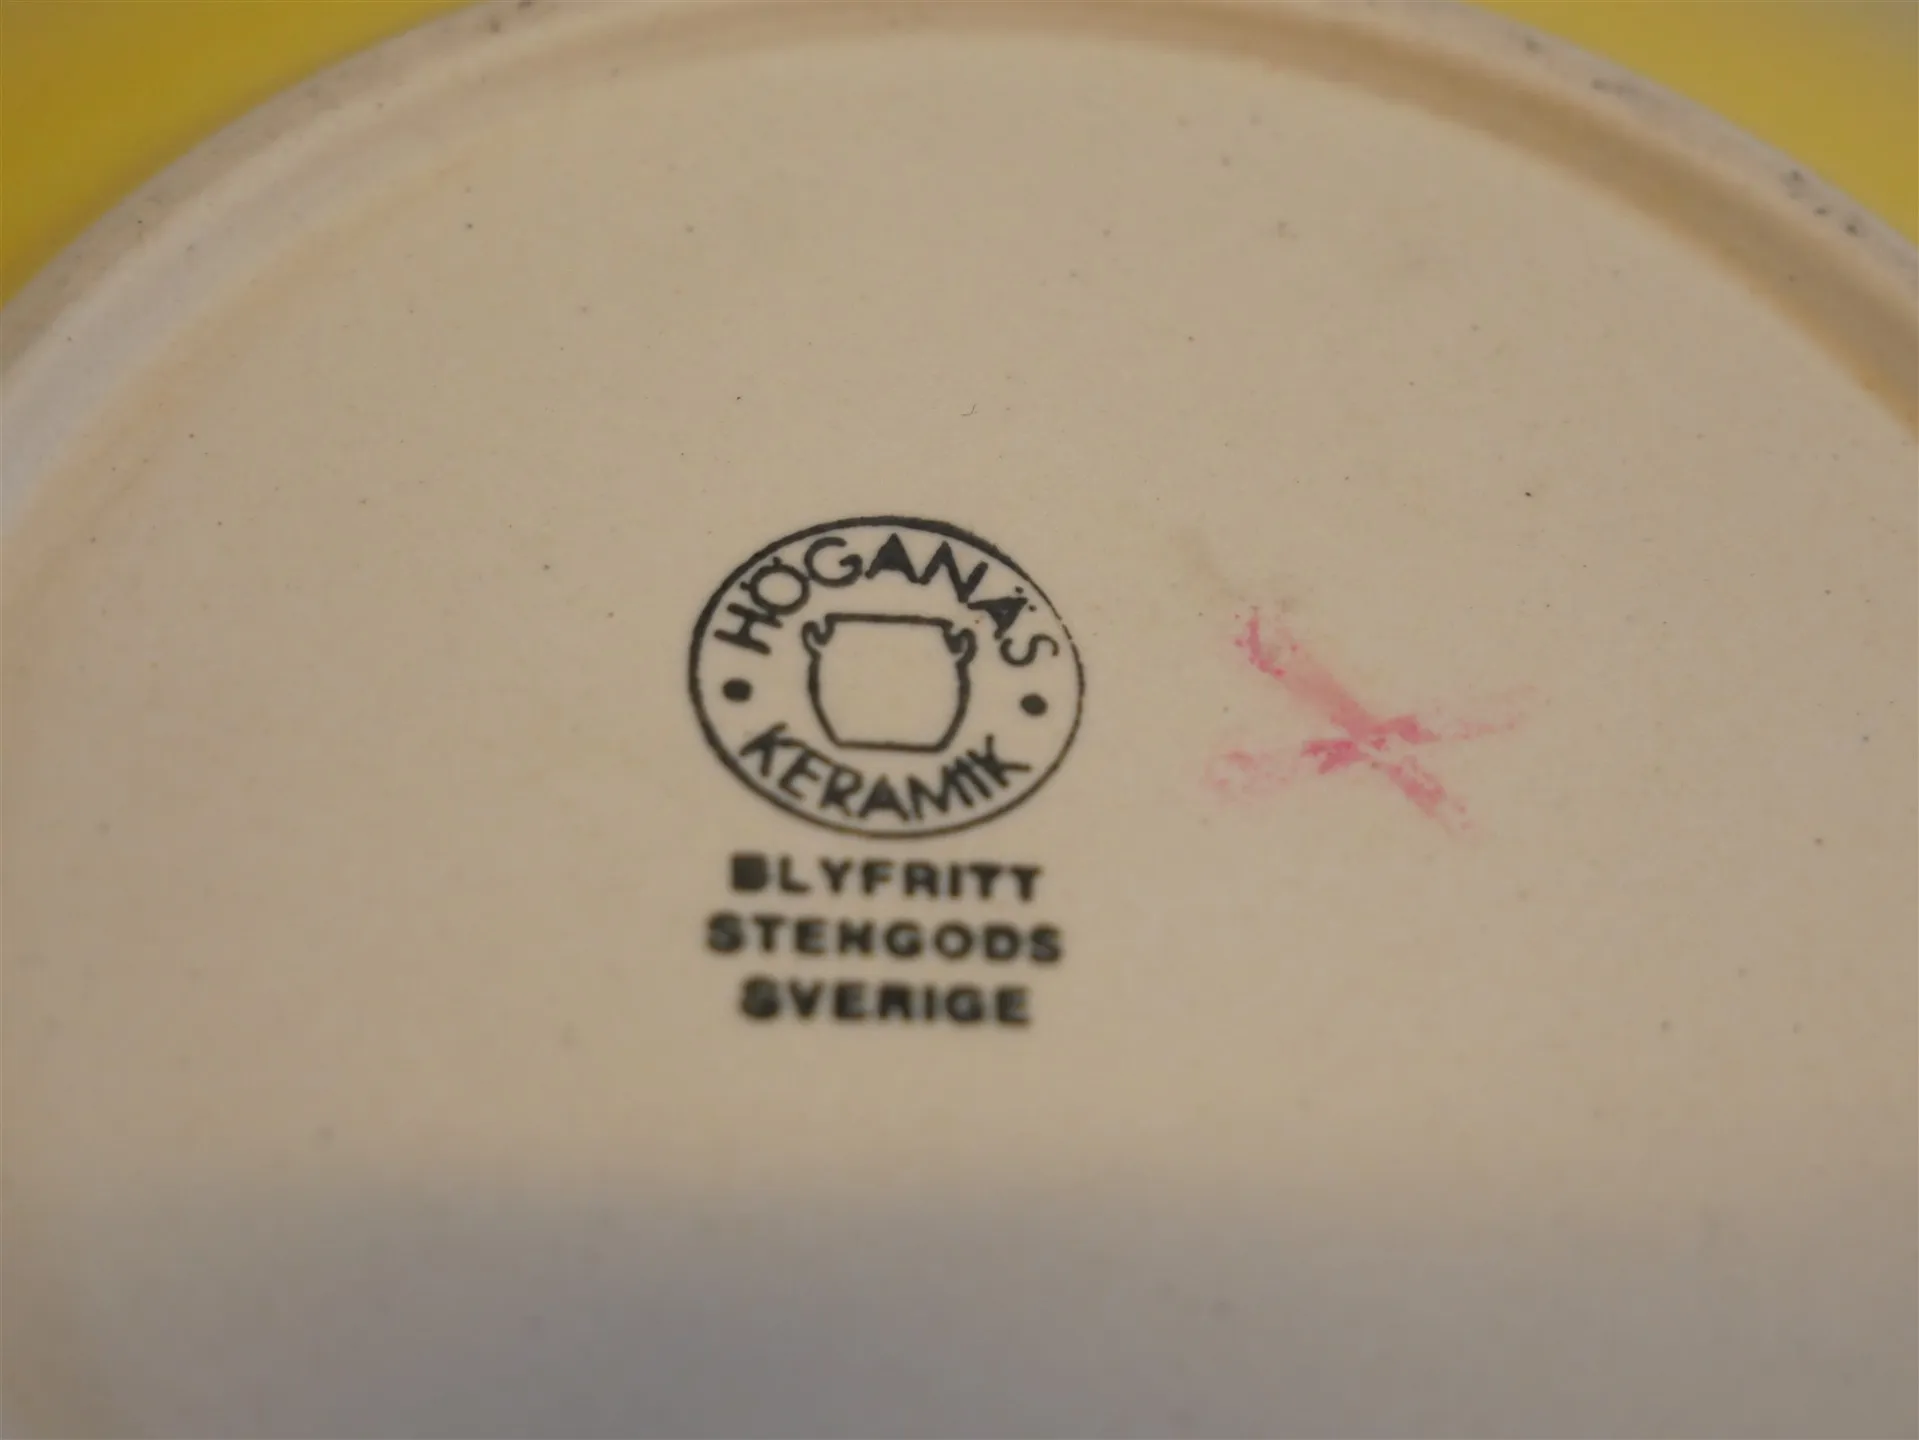 HÖGANÄS
KERAMIK
BLYFRITT
STENGODS
SVERIGE